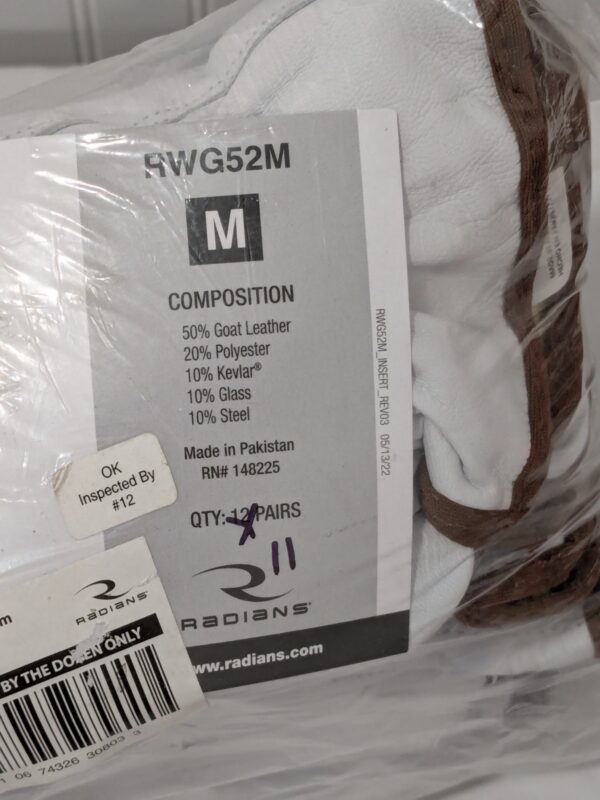 RWG52M
M
COMPOSITION
50% Goat Leather
20% Polyester
10% Kevlar®
10% Glass
10% Steel
Made in Pakistan
RN# 148225
QTY: 12 PAIRS
11
RADIANS
www.radians.com
RWG52M_INSERT_REV03 05/13/22
OK
Inspected By
#12
m
RADIANS
BY THE DOZEN ONLY
1 06 74326 30803 3